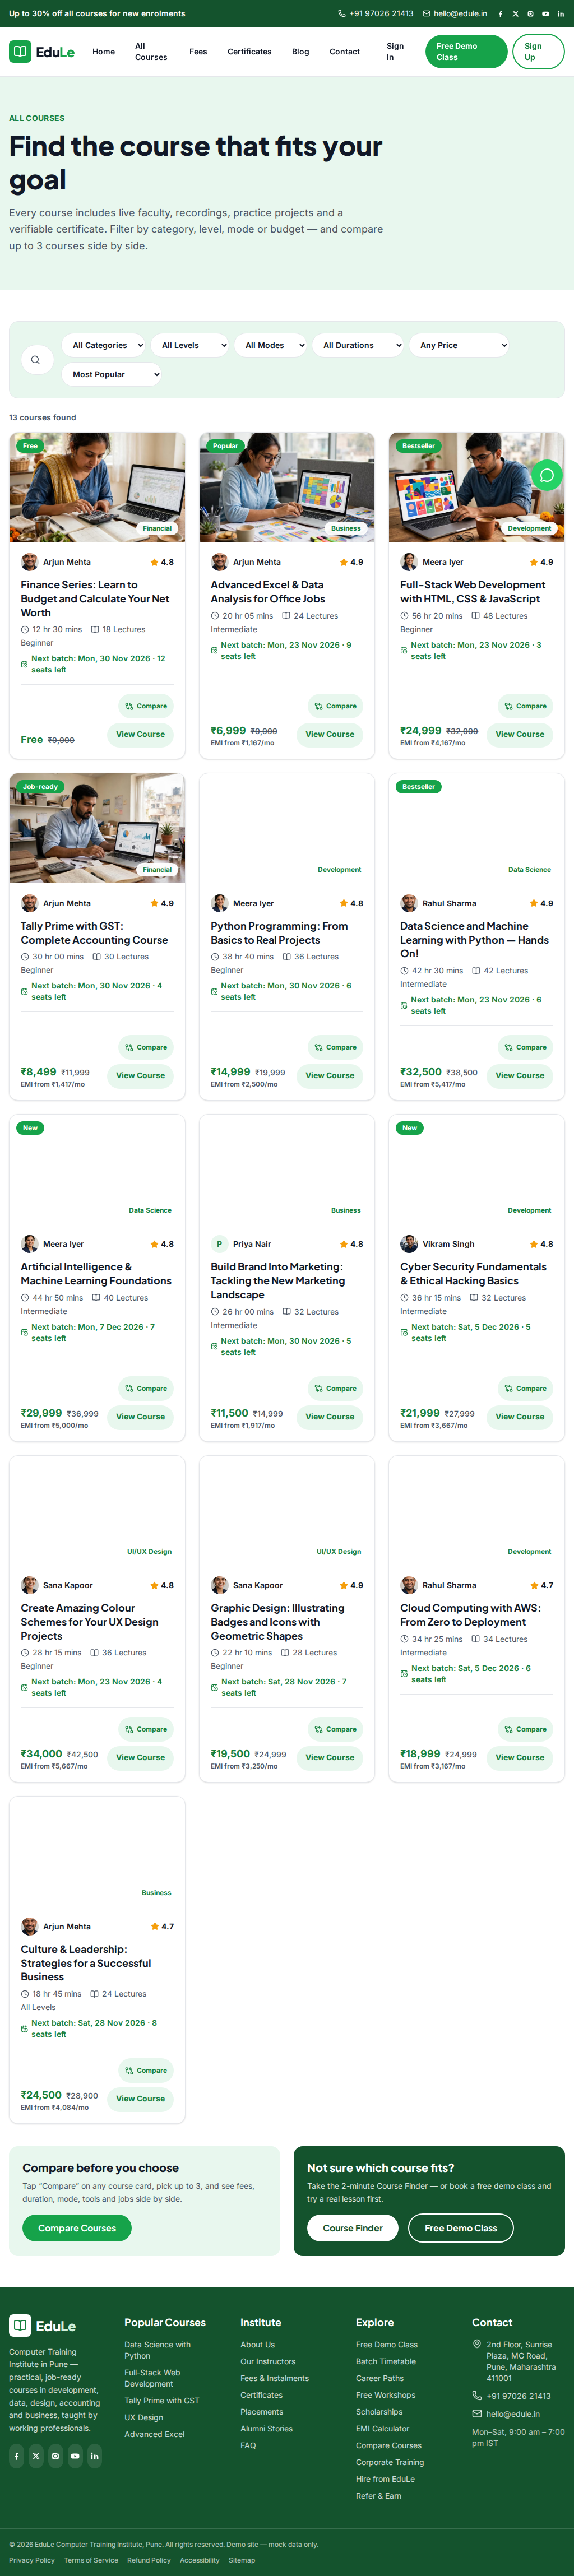 Up to 30% off all courses for new enrolments
+91 97026 21413
hello@edule.in
EduLe
Home
All Courses
Fees
Certificates
Blog
Contact
Sign In
Free Demo Class
Sign Up
ALL COURSES
Find the course that fits your
goal
Every course includes live faculty, recordings, practice projects and a
verifiable certificate. Filter by category, level, mode or budget — and compare
up to 3 courses side by side.
All Categories
All Levels
All Modes
All Durations
Any Price
Most Popular
13 courses found
Free
Financial
Arjun Mehta
4.8
Finance Series: Learn to
Budget and Calculate Your Net
Worth
12 hr 30 mins
18 Lectures
Beginner
Next batch: Mon, 30 Nov 2026 · 12
seats left
Compare
Free ₹9,999
View Course
Popular
Business
Arjun Mehta
4.9
Advanced Excel & Data
Analysis for Office Jobs
20 hr 05 mins
24 Lectures
Intermediate
Next batch: Mon, 23 Nov 2026 · 9
seats left
Compare
₹6,999 ₹9,999
EMI from ₹1,167/mo
View Course
Bestseller
Development
Meera Iyer
4.9
Full-Stack Web Development
with HTML, CSS & JavaScript
56 hr 20 mins
48 Lectures
Beginner
Next batch: Mon, 23 Nov 2026 · 3
seats left
Compare
₹24,999 ₹32,999
EMI from ₹4,167/mo
View Course
Job-ready
Financial
Arjun Mehta
4.9
Tally Prime with GST:
Complete Accounting Course
30 hr 00 mins
30 Lectures
Beginner
Next batch: Mon, 30 Nov 2026 · 4
seats left
Compare
₹8,499 ₹11,999
EMI from ₹1,417/mo
View Course
Development
Meera Iyer
4.8
Python Programming: From
Basics to Real Projects
38 hr 40 mins
36 Lectures
Beginner
Next batch: Mon, 30 Nov 2026 · 6
seats left
Compare
₹14,999 ₹19,999
EMI from ₹2,500/mo
View Course
Bestseller
Data Science
Rahul Sharma
4.9
Data Science and Machine
Learning with Python — Hands
On!
42 hr 30 mins
42 Lectures
Intermediate
Next batch: Mon, 23 Nov 2026 · 6
seats left
Compare
₹32,500 ₹38,500
EMI from ₹5,417/mo
View Course
New
Data Science
Meera Iyer
4.8
Artificial Intelligence &
Machine Learning Foundations
44 hr 50 mins
40 Lectures
Intermediate
Next batch: Mon, 7 Dec 2026 · 7
seats left
Compare
₹29,999 ₹36,999
EMI from ₹5,000/mo
View Course
Business
P
Priya Nair
4.8
Build Brand Into Marketing:
Tackling the New Marketing
Landscape
26 hr 00 mins
32 Lectures
Intermediate
Next batch: Mon, 30 Nov 2026 · 5
seats left
Compare
₹11,500 ₹14,999
EMI from ₹1,917/mo
View Course
New
Development
Vikram Singh
4.8
Cyber Security Fundamentals
& Ethical Hacking Basics
36 hr 15 mins
32 Lectures
Intermediate
Next batch: Sat, 5 Dec 2026 · 5
seats left
Compare
₹21,999 ₹27,999
EMI from ₹3,667/mo
View Course
UI/UX Design
Sana Kapoor
4.8
Create Amazing Colour
Schemes for Your UX Design
Projects
28 hr 15 mins
36 Lectures
Beginner
Next batch: Mon, 23 Nov 2026 · 4
seats left
Compare
₹34,000 ₹42,500
EMI from ₹5,667/mo
View Course
UI/UX Design
Sana Kapoor
4.9
Graphic Design: Illustrating
Badges and Icons with
Geometric Shapes
22 hr 10 mins
28 Lectures
Beginner
Next batch: Sat, 28 Nov 2026 · 7
seats left
Compare
₹19,500 ₹24,999
EMI from ₹3,250/mo
View Course
Development
Rahul Sharma
4.7
Cloud Computing with AWS:
From Zero to Deployment
34 hr 25 mins
34 Lectures
Intermediate
Next batch: Sat, 5 Dec 2026 · 6
seats left
Compare
₹18,999 ₹24,999
EMI from ₹3,167/mo
View Course
Business
Arjun Mehta
4.7
Culture & Leadership:
Strategies for a Successful
Business
18 hr 45 mins
24 Lectures
All Levels
Next batch: Sat, 28 Nov 2026 · 8
seats left
Compare
₹24,500 ₹28,900
EMI from ₹4,084/mo
View Course
Compare before you choose
Tap “Compare” on any course card, pick up to 3, and see fees,
duration, mode, tools and jobs side by side.
Compare Courses
Not sure which course fits?
Take the 2-minute Course Finder — or book a free demo class and
try a real lesson first.
Course Finder
Free Demo Class
EduLe
Computer Training
Institute in Pune —
practical, job-ready
courses in development,
data, design, accounting
and business, taught by
working professionals.
Popular Courses
Data Science with
Python
Full-Stack Web
Development
Tally Prime with GST
UX Design
Advanced Excel
Institute
About Us
Our Instructors
Fees & Instalments
Certificates
Placements
Alumni Stories
FAQ
Explore
Free Demo Class
Batch Timetable
Career Paths
Free Workshops
Scholarships
EMI Calculator
Compare Courses
Corporate Training
Hire from EduLe
Refer & Earn
Contact
2nd Floor, Sunrise
Plaza, MG Road,
Pune, Maharashtra
411001
+91 97026 21413
hello@edule.in
Mon–Sat, 9:00 am – 7:00
pm IST
© 2026 EduLe Computer Training Institute, Pune. All rights reserved. Demo site — mock data only.
Privacy Policy
Terms of Service
Refund Policy
Accessibility
Sitemap